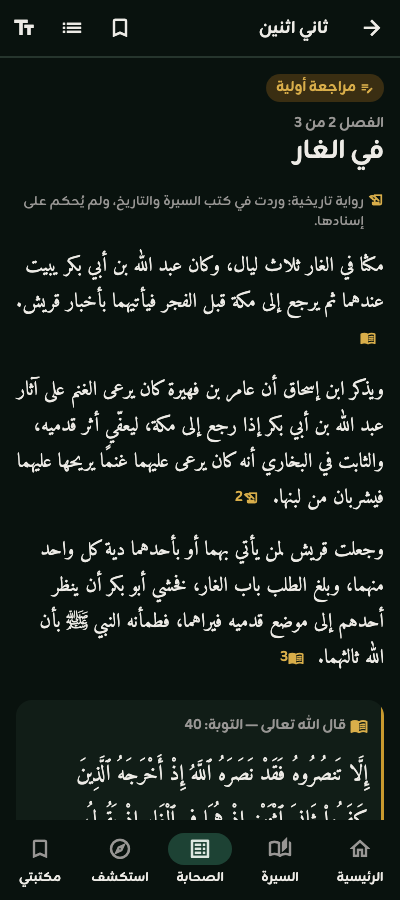 ثاني اثنين
مراجعة أولية
الفصل 2 من 3
في الغار
رواية تاريخية: وردت في كتب السيرة والتاريخ، ولم يُحكم على
إسنادها.
مكثا في الغار ثلاث ليال، وكان عبد الله بن أبي بكر يبيت
عندهما ثم يرجع إلى مكة قبل الفجر فيأتيهما بأخبار قريش.
ويذكر ابن إسحاق أن عامر بن فهيرة كان يرعى الغنم على آثار
عبد الله بن أبي بكر إذا رجع إلى مكة، ليعفّي أثر قدميه،
والثابت في البخاري أنه كان يرعى عليهما غنمًا يريحها عليهما
فيشربان من لبنها. 2
وجعلت قريش لمن يأتي بهما أو بأحدهما دية كل واحد
منهما، وبلغ الطلب باب الغار، فخشي أبو بكر أن ينظر
أحدهم إلى موضع قدميه فيراهما، فطمأنه النبي ﷺ بأن
الله ثالثهما. 3
قال الله تعالى — التوبة: 40
إِلَّا تَنصُرُوهُ فَقَدْ نَصَرَهُ ٱللَّهُ إِذْ أَخْرَجَهُ ٱلَّذِينَ
الرئيسية
السيرة
الصحابة
استكشف
مكتبتي